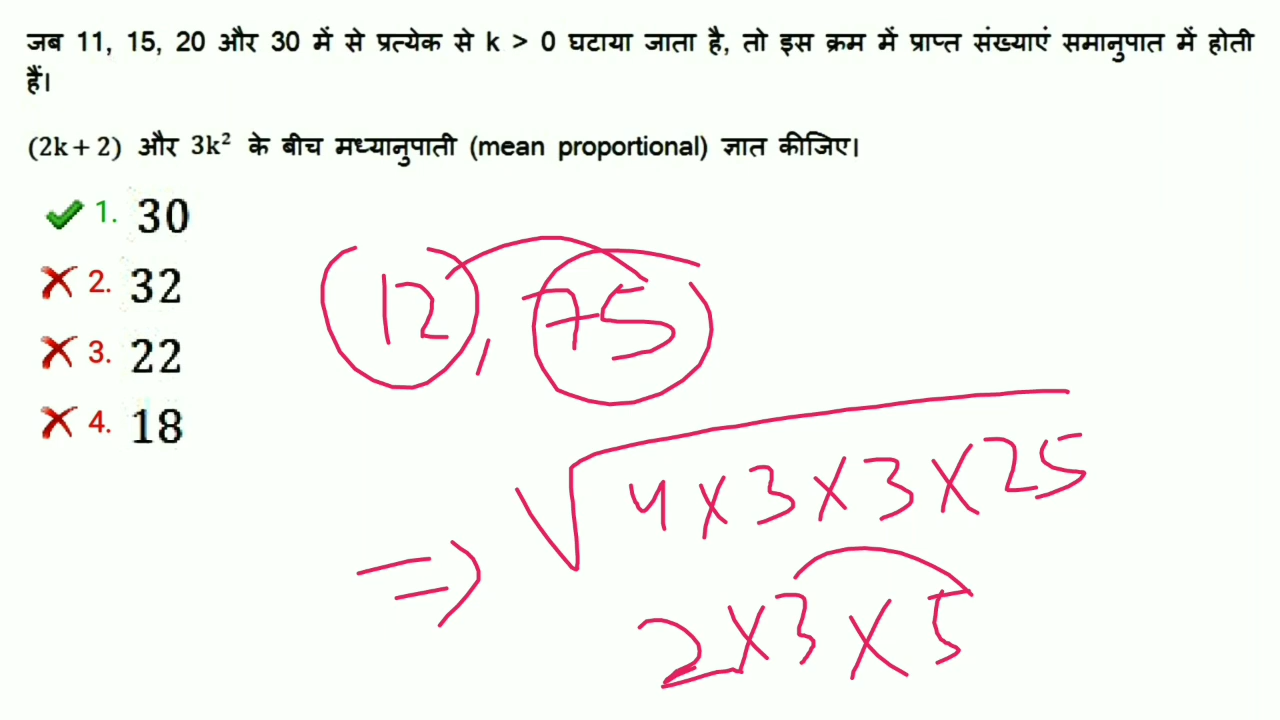 जब 11, 15, 20 और 30 में से प्रत्येक से k > 0 घटाया जाता है, तो इस क्रम में प्राप्त संख्याएं समानुपात में होती
हैं।
(2k + 2) और 3k² के बीच मध्यानुपाती (mean proportional) ज्ञात कीजिए।
1. 30
2. 32
3. 22
4. 18
12, 75
⇒ √4×3×3×25
2×3×5